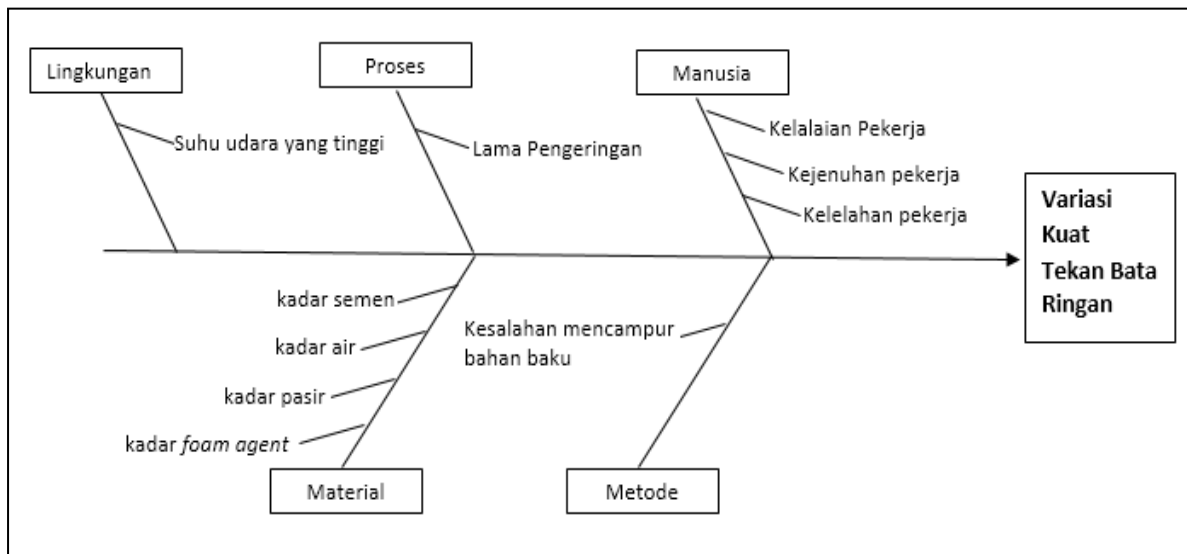 Lingkungan
Proses
Manusia
Suhu udara yang tinggi
Lama Pengeringan
Kelalaian Pekerja
Kejenuhan pekerja
Kelelahan pekerja
Variasi
Kuat
Tekan Bata
Ringan
kadar semen
kadar air
kadar pasir
kadar foam agent
Kesalahan mencampur
bahan baku
Material
Metode